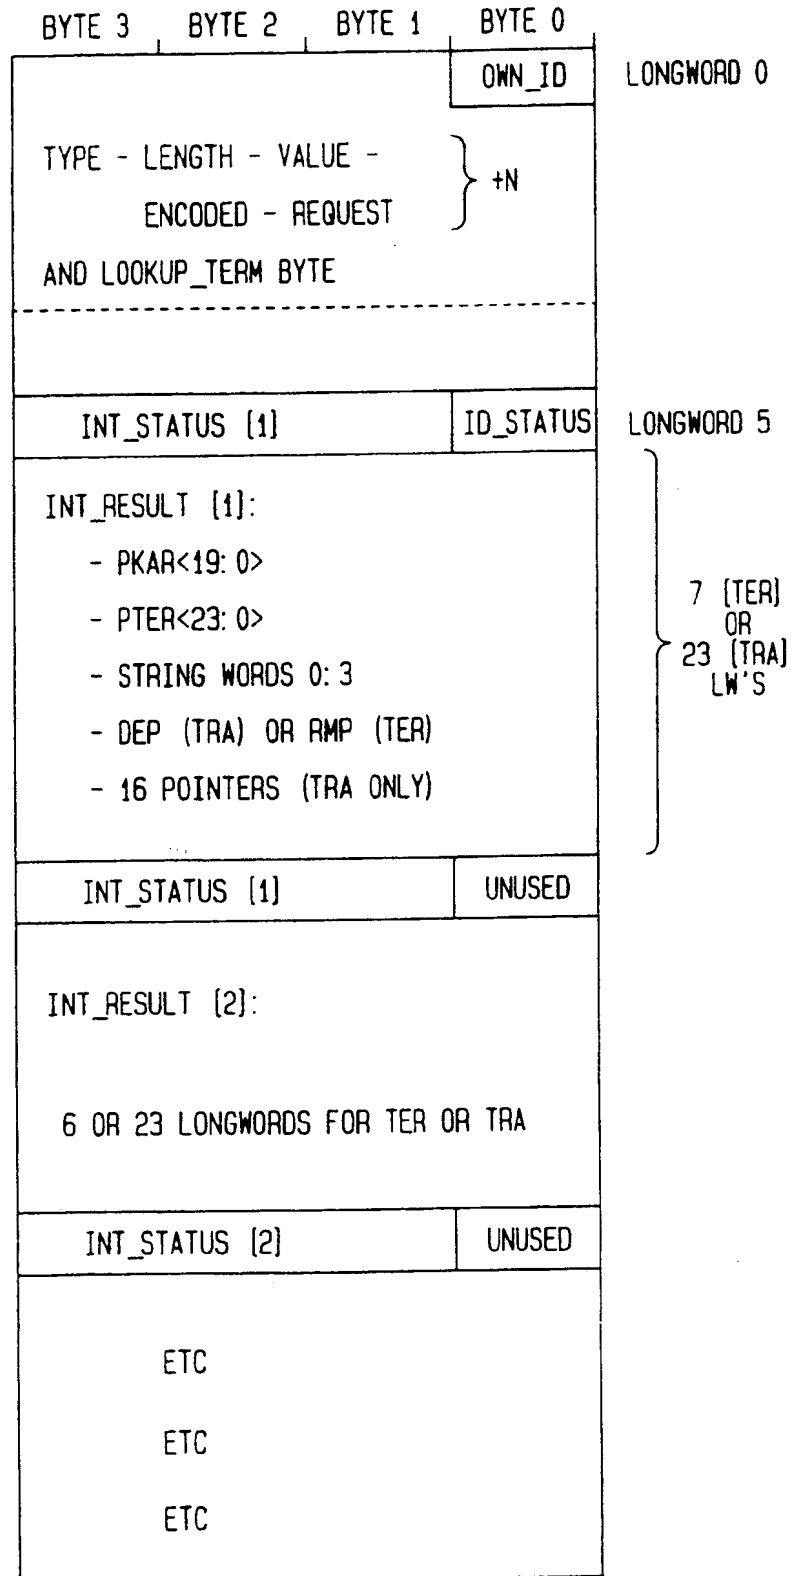 BYTE 3 BYTE 2 BYTE 1 BYTE 0
OWN_ID LONGWORD 0
TYPE - LENGTH - VALUE -
ENCODED - REQUEST
+N
AND LOOKUP_TERM BYTE
INT_STATUS [1] ID_STATUS LONGWORD 5
INT_RESULT [1]:
- PKAR<19:0>
- PTER<23:0>
- STRING WORDS 0:3
- DEP (TRA) OR RMP (TER)
- 16 POINTERS (TRA ONLY)
7 [TER]
OR
23 [TRA]
LW'S
INT_STATUS [1] UNUSED
INT_RESULT [2]:
6 OR 23 LONGWORDS FOR TER OR TRA
INT_STATUS [2] UNUSED
ETC
ETC
ETC